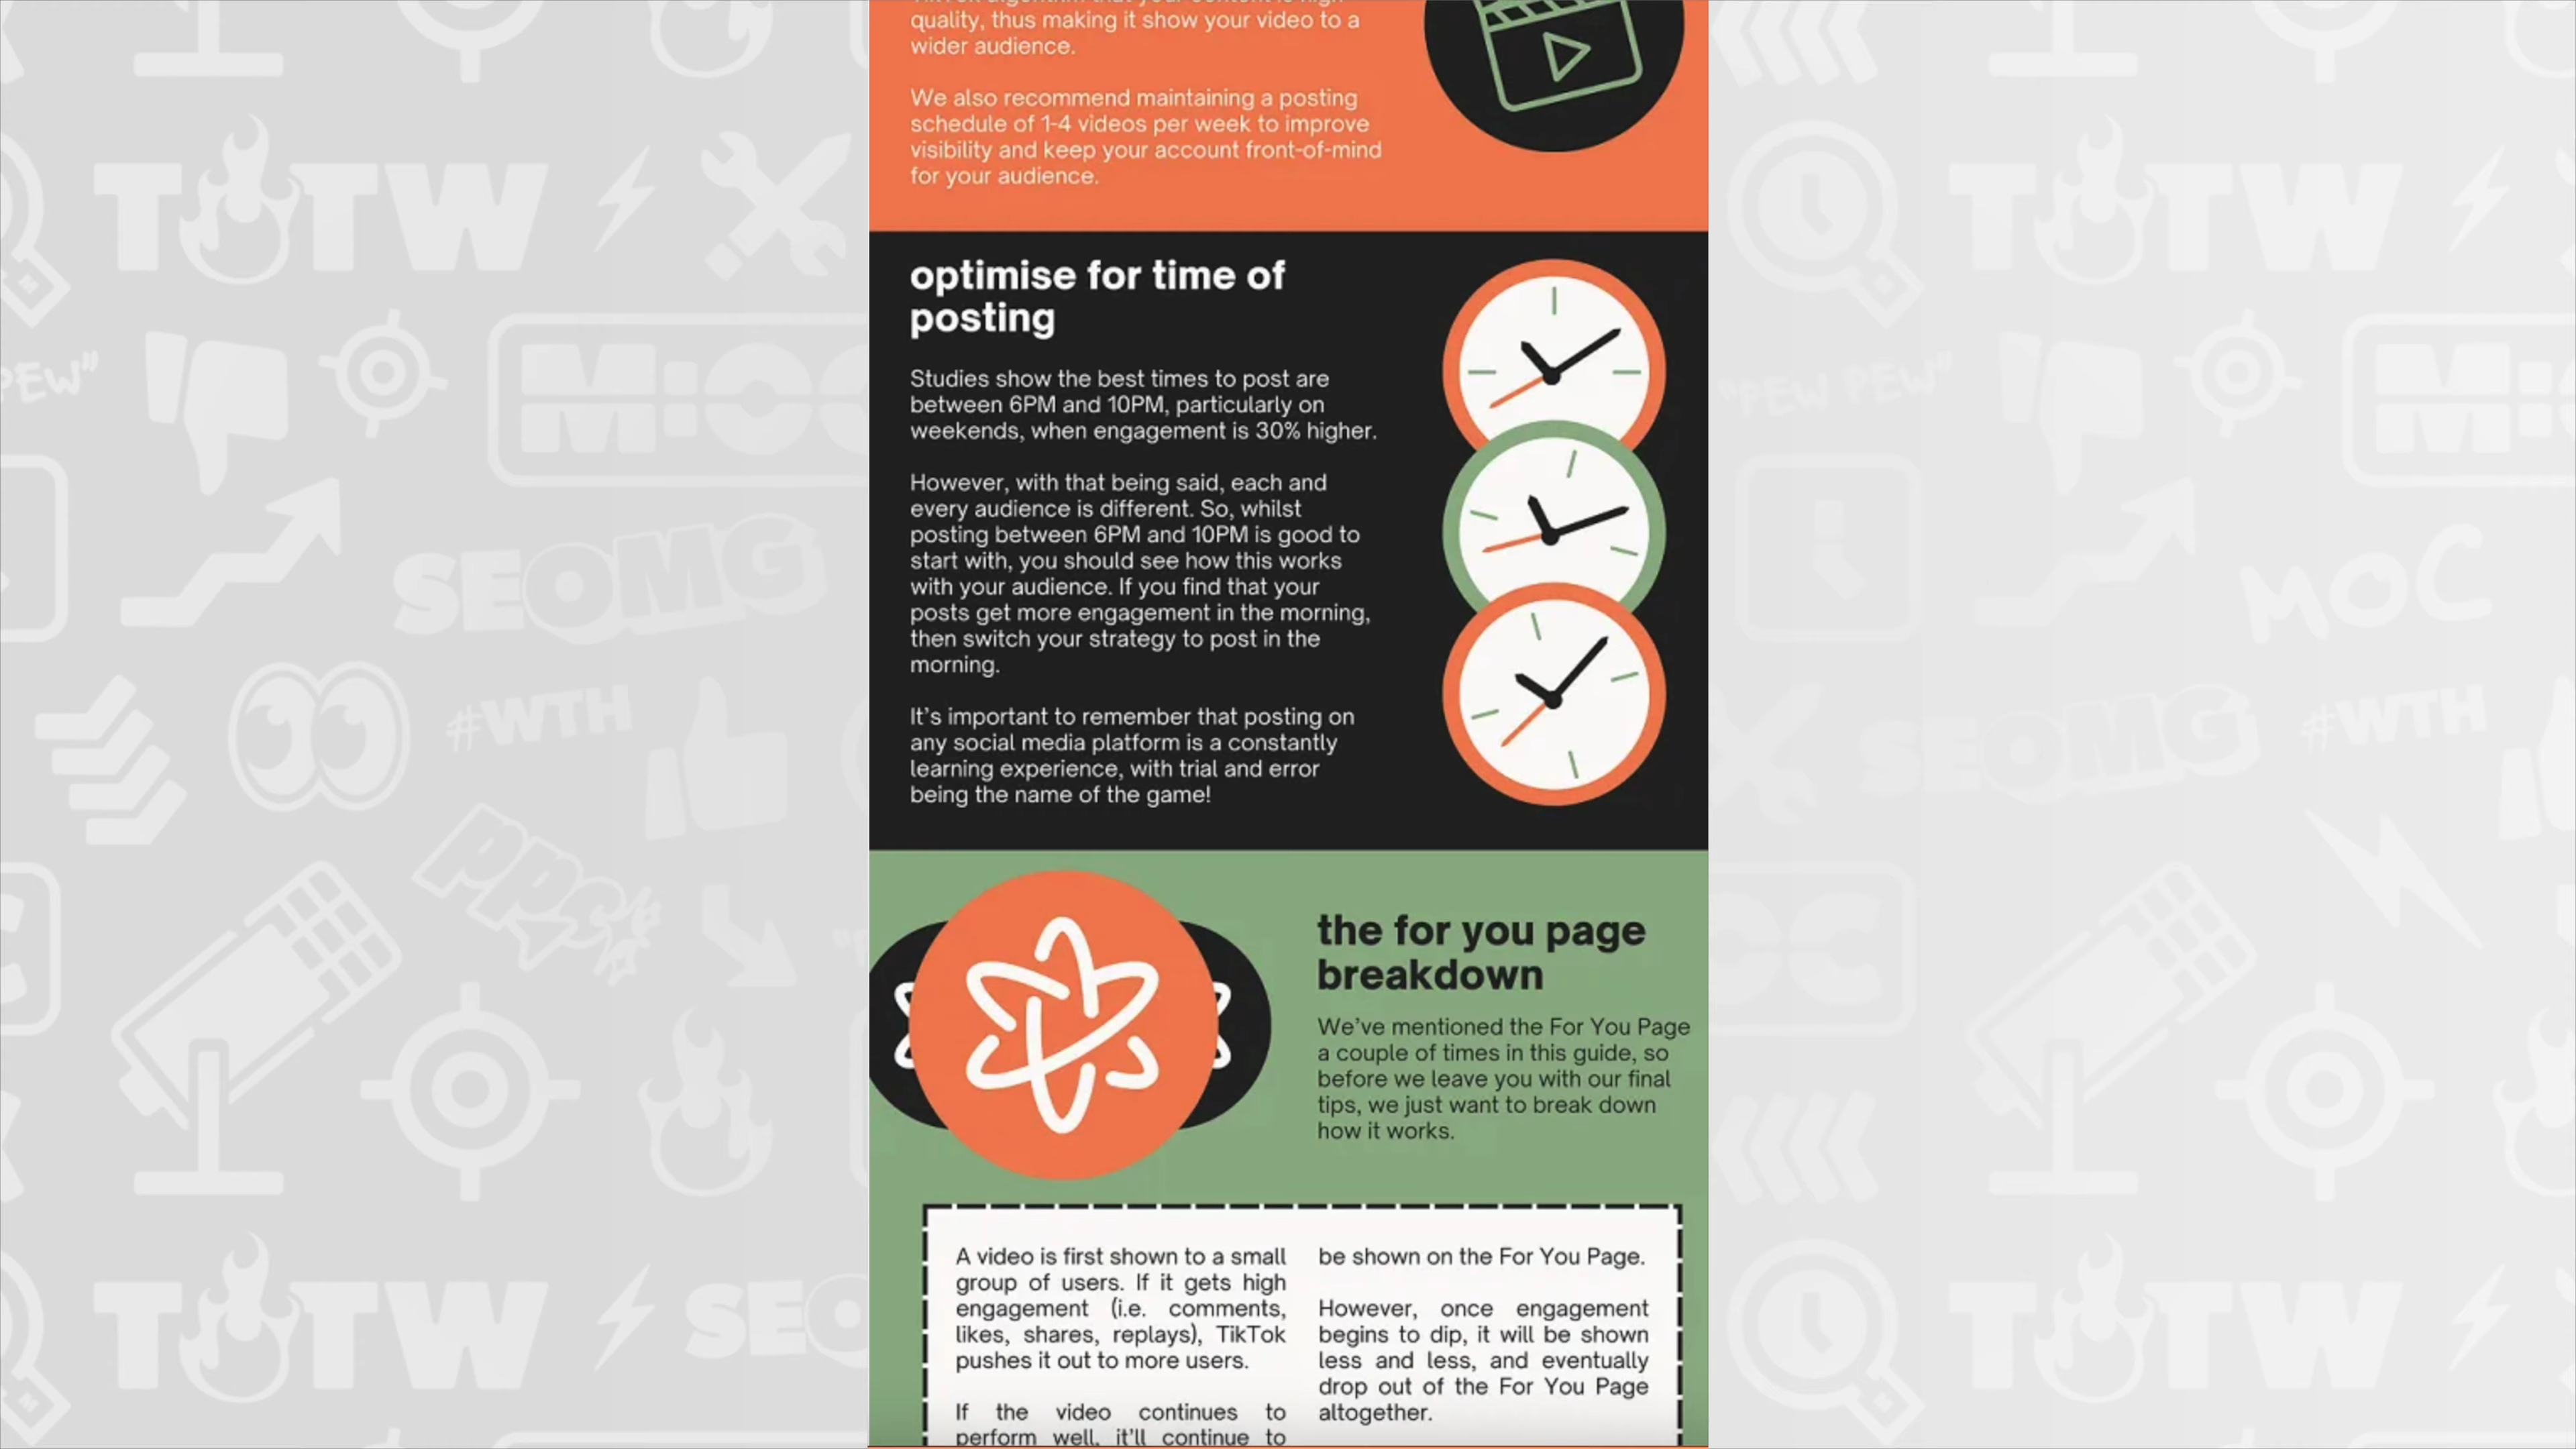 quality, thus making it show your video to a
wider audience.
We also recommend maintaining a posting
schedule of 1-4 videos per week to improve
visibility and keep your account front-of-mind
for your audience.
optimise for time of
posting
Studies show the best times to post are
between 6PM and 10PM, particularly on
weekends, when engagement is 30% higher.
However, with that being said, each and
every audience is different. So, whilst
posting between 6PM and 10PM is good to
start with, you should see how this works
with your audience. If you find that your
posts get more engagement in the morning,
then switch your strategy to post in the
morning.
It's important to remember that posting on
any social media platform is a constantly
learning experience, with trial and error
being the name of the game!
the for you page
breakdown
We've mentioned the For You Page
a couple of times in this guide, so
before we leave you with our final
tips, we just want to break down
how it works.
A video is first shown to a small
group of users. If it gets high
engagement (i.e. comments,
likes, shares, replays), TikTok
pushes it out to more users.
If the video continues to
perform well, it'll continue to
be shown on the For You Page.
However, once engagement
begins to dip, it will be shown
less and less, and eventually
drop out of the For You Page
altogether.
TOTW
TOTW
PEW"
"PEW PEW"
SEOMG
MOC
#WTH
SEOMG
#WTH
PPC
TOTW
SEO
TOTW